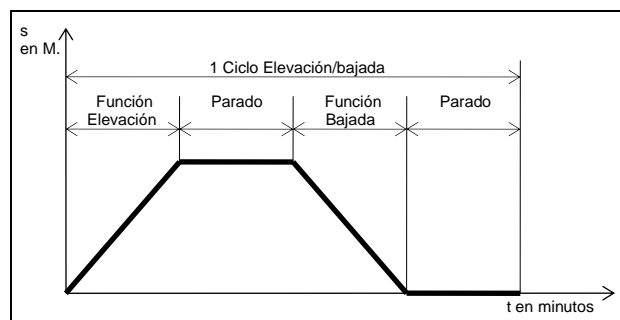 s
en M.
1 Ciclo Elevación/bajada
Función
Elevación
Parado
Función
Bajada
Parado
t en minutos